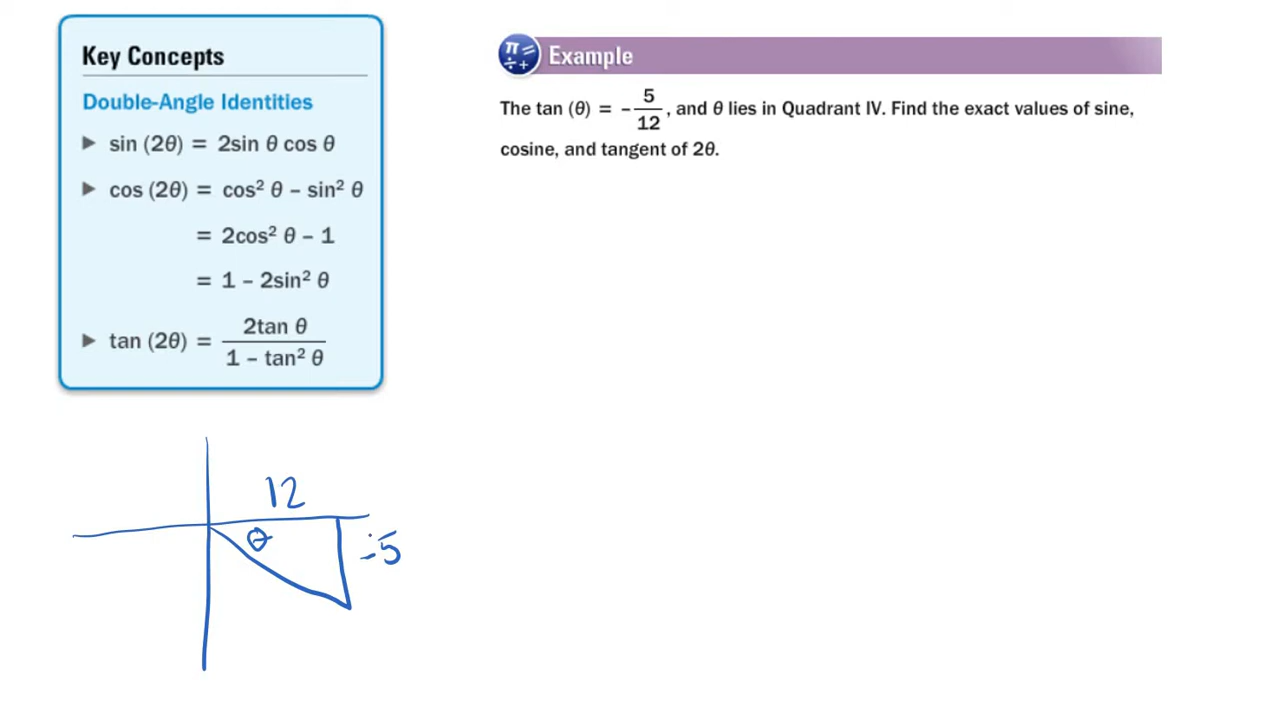 Key Concepts
Double-Angle Identities
▶ sin (2θ) = 2sin θ cos θ
▶ cos (2θ) = cos² θ – sin² θ
= 2cos² θ – 1
= 1 – 2sin² θ
▶ tan (2θ) = 2tan θ / 1 – tan² θ
π = ÷ +
Example
The tan (θ) = –5/12, and θ lies in Quadrant IV. Find the exact values of sine,
cosine, and tangent of 2θ.
12
θ
-5